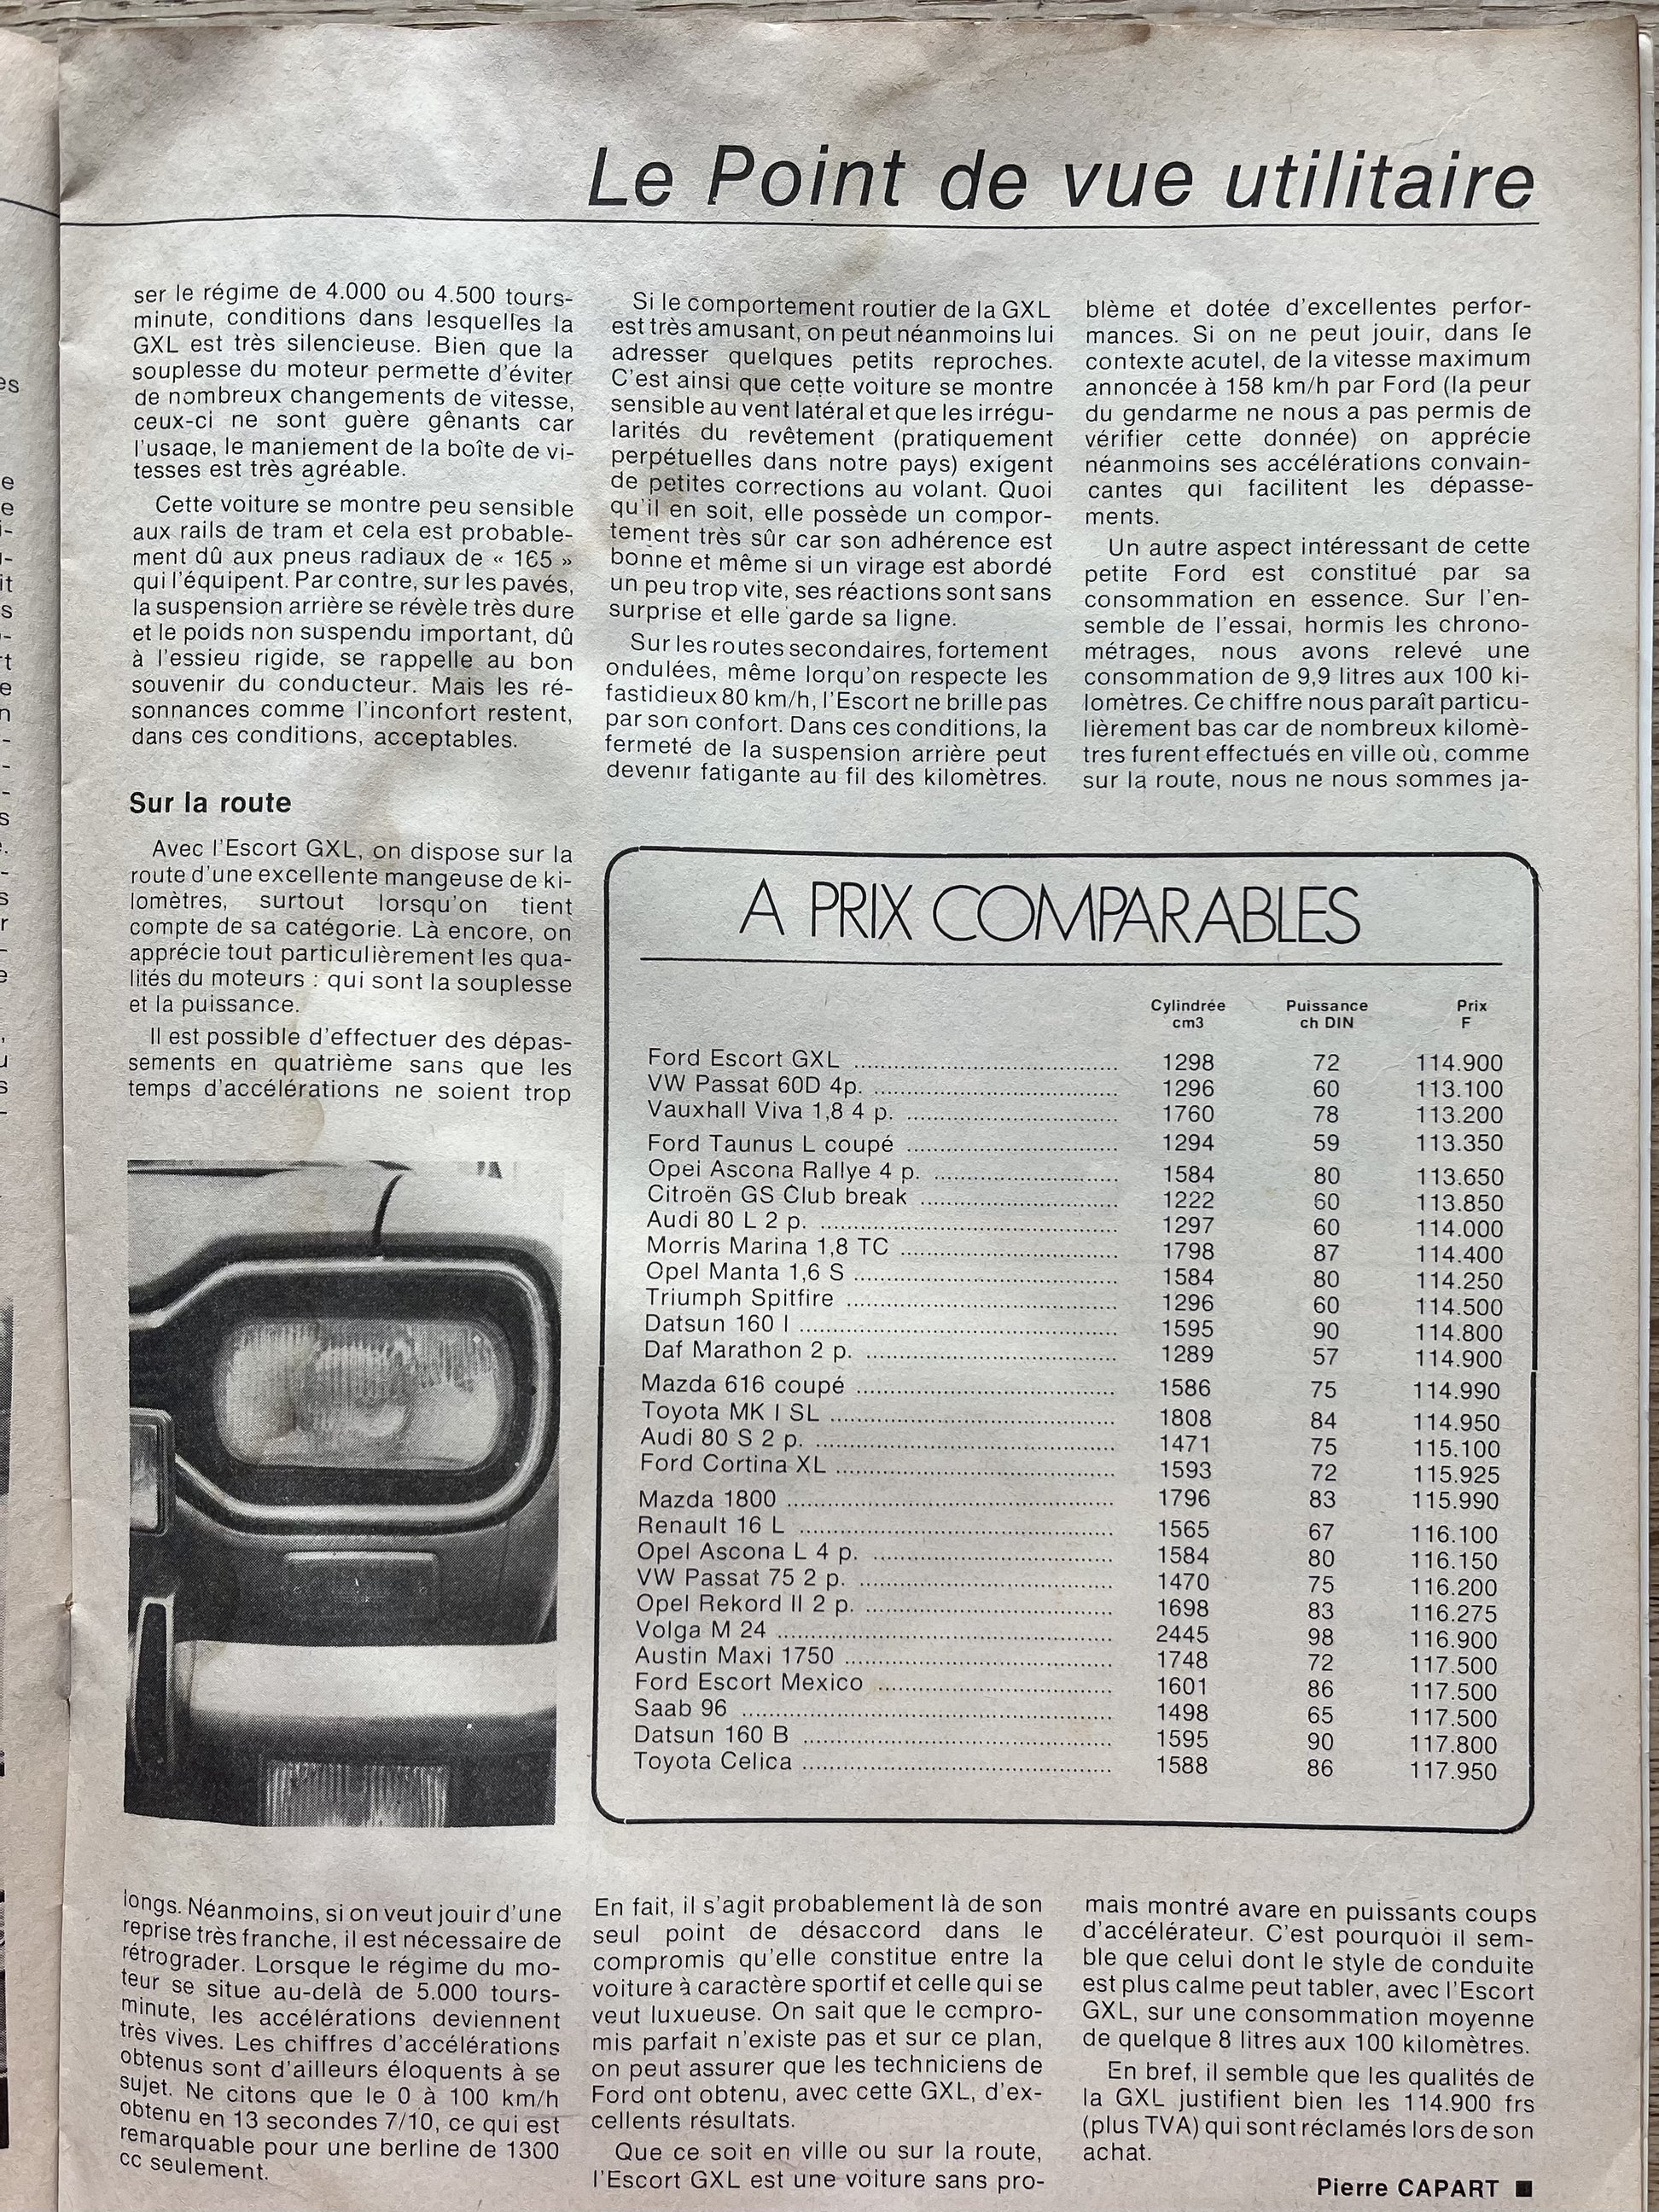 Le Point de vue utilitaire
ser le régime de 4.000 ou 4.500 tours-
minute, conditions dans lesquelles la
GXL est très silencieuse. Bien que la
souplesse du moteur permette d'éviter
de nombreux changements de vitesse,
ceux-ci ne sont guère gênants car
l'usage, le maniement de la boîte de vi-
tesses est très agréable.
Cette voiture se montre peu sensible
aux rails de tram et cela est probable-
ment dû aux pneus radiaux de « 165 »
qui l'équipent. Par contre, sur les pavés,
la suspension arrière se révèle très dure
et le poids non suspendu important, dû
à l'essieu rigide, se rappelle au bon
souvenir du conducteur. Mais les ré-
sonnances comme l'inconfort restent,
dans ces conditions, acceptables.
Sur la route
Avec l'Escort GXL, on dispose sur la
route d'une excellente mangeuse de ki-
lomètres, surtout lorsqu'on tient
compte de sa catégorie. Là encore, on
apprécie tout particulièrement les qua-
lités du moteurs : qui sont la souplesse
et la puissance.
Il est possible d'effectuer des dépas-
sements en quatrième sans que les
temps d'accélérations ne soient trop
longs. Néanmoins, si on veut jouir d'une
reprise très franche, il est nécessaire de
rétrograder. Lorsque le régime du mo-
teur se situe au-delà de 5.000 tours-
minute, les accélérations deviennent
très vives. Les chiffres d'accélérations
obtenus sont d'ailleurs éloquents à se
sujet. Ne citons que le 0 à 100 km/h
obtenu en 13 secondes 7/10, ce qui est
remarquable pour une berline de 1300
cc seulement.
Si le comportement routier de la GXL
est très amusant, on peut néanmoins lui
adresser quelques petits reproches.
C'est ainsi que cette voiture se montre
sensible au vent latéral et que les irrégu-
larités du revêtement (pratiquement
perpétuelles dans notre pays) exigent
de petites corrections au volant. Quoi
qu'il en soit, elle possède un compor-
tement très sûr car son adhérence est
bonne et même si un virage est abordé
un peu trop vite, ses réactions sont sans
surprise et elle garde sa ligne.
Sur les routes secondaires, fortement
ondulées, même lorqu'on respecte les
fastidieux 80 km/h, l'Escort ne brille pas
par son confort. Dans ces conditions, la
fermeté de la suspension arrière peut
devenir fatigante au fil des kilomètres.
En fait, il s'agit probablement là de son
seul point de désaccord dans le
compromis qu'elle constitue entre la
voiture à caractère sportif et celle qui se
veut luxueuse. On sait que le compro-
mis parfait n'existe pas et sur ce plan,
on peut assurer que les techniciens de
Ford ont obtenu, avec cette GXL, d'ex-
cellents résultats.
Que ce soit en ville ou sur la route,
l'Escort GXL est une voiture sans pro-
blème et dotée d'excellentes perfor-
mances. Si on ne peut jouir, dans le
contexte acutel, de la vitesse maximum
annoncée à 158 km/h par Ford (la peur
du gendarme ne nous a pas permis de
vérifier cette donnée) on apprécie
néanmoins ses accélérations convain-
cantes qui facilitent les dépasse-
ments.
Un autre aspect intéressant de cette
petite Ford est constitué par sa
consommation en essence. Sur l'en-
semble de l'essai, hormis les chrono-
métrages, nous avons relevé une
consommation de 9,9 litres aux 100 ki-
lomètres. Ce chiffre nous paraît particu-
lièrement bas car de nombreux kilomè-
tres furent effectués en ville où, comme
sur la route, nous ne nous sommes ja-
mais montré avare en puissants coups
d'accélérateur. C'est pourquoi il sem-
ble que celui dont le style de conduite
est plus calme peut tabler, avec l'Escort
GXL, sur une consommation moyenne
de quelque 8 litres aux 100 kilomètres.
En bref, il semble que les qualités de
la GXL justifient bien les 114.900 frs
(plus TVA) qui sont réclamés lors de son
achat.
Pierre CAPART
A PRIX COMPARABLES
Cylindrée cm3 Puissance ch DIN Prix F
Ford Escort GXL 1298 72 114.900
VW Passat 60D 4p. 1296 60 113.100
Vauxhall Viva 1,8 4 p. 1760 78 113.200
Ford Taunus L coupé 1294 59 113.350
Opei Ascona Rallye 4 p. 1584 80 113.650
Citroën GS Club break 1222 60 113.850
Audi 80 L 2 p. 1297 60 114.000
Morris Marina 1,8 TC 1798 87 114.400
Opel Manta 1,6 S 1584 80 114.250
Triumph Spitfire 1296 60 114.500
Datsun 160 I 1595 90 114.800
Daf Marathon 2 p. 1289 57 114.900
Mazda 616 coupé 1586 75 114.990
Toyota MK I SL 1808 84 114.950
Audi 80 S 2 p. 1471 75 115.100
Ford Cortina XL 1593 72 115.925
Mazda 1800 1796 83 115.990
Renault 16 L 1565 67 116.100
Opel Ascona L 4 p. 1584 80 116.150
VW Passat 75 2 p. 1470 75 116.200
Opel Rekord II 2 p. 1698 83 116.275
Volga M 24 2445 98 116.900
Austin Maxi 1750 1748 72 117.500
Ford Escort Mexico 1601 86 117.500
Saab 96 1498 65 117.500
Datsun 160 B 1595 90 117.800
Toyota Celica 1588 86 117.950